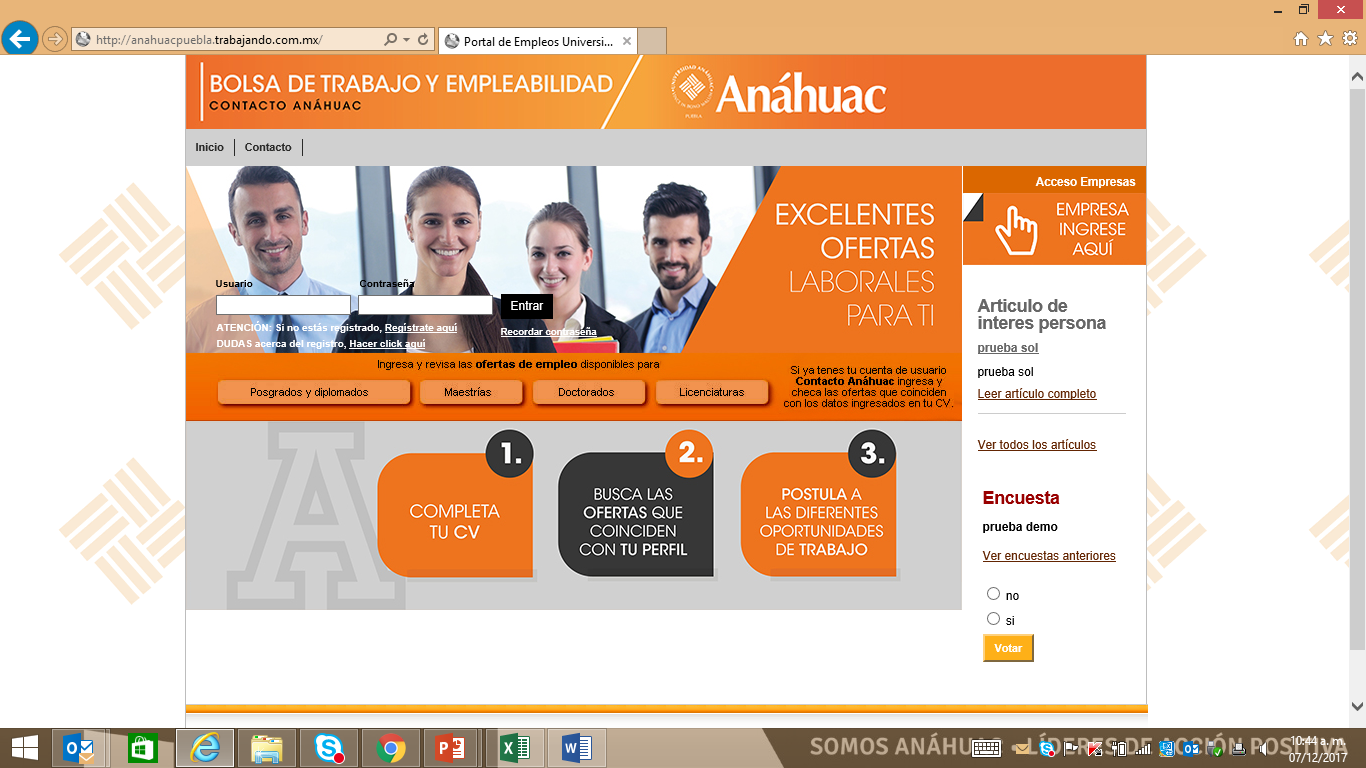 http://anahuacpuebla.trabajando.com.mx/
Portal de Empleos Universi...
BOLSA DE TRABAJO Y EMPLEABILIDAD
CONTACTO ANÁHUAC
Anáhuac
PUEBLA
Inicio
Contacto
EXCELENTES
OFERTAS
LABORALES
PARA TI
Usuario
Contraseña
Entrar
ATENCIÓN: Si no estás registrado, Registrate aquí
Recordar contraseña
DUDAS acerca del registro, Hacer click aquí
Ingresa y revisa las ofertas de empleo disponibles para
Posgrados y diplomados
Maestrías
Doctorados
Licenciaturas
Si ya tenes tu cuenta de usuario
Contacto Anáhuac ingresa y
checa las ofertas que coinciden
con los datos ingresados en tu CV.
1.
COMPLETA
TU CV
2.
BUSCA LAS
OFERTAS QUE
COINCIDEN
CON TU PERFIL
3.
POSTULA A
LAS DIFERENTES
OPORTUNIDADES
DE TRABAJO
Acceso Empresas
EMPRESA
INGRESE
AQUÍ
Articulo de
interes persona
prueba sol
prueba sol
Leer artículo completo
Ver todos los artículos
Encuesta
prueba demo
Ver encuestas anteriores
no
si
Votar
SOMOS ANÁHUAC • LÍDERES DE ACCIÓN POSITIVA
10:44 a. m.
07/12/2017